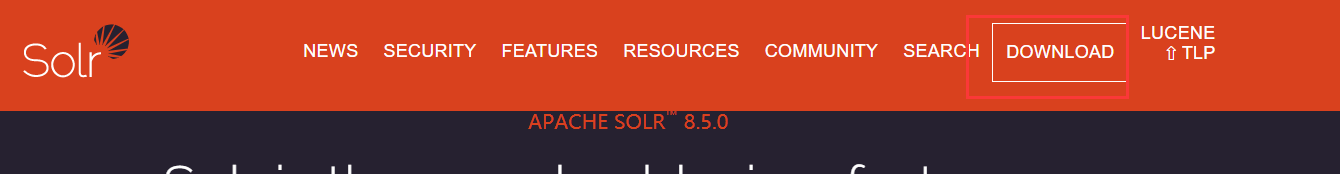 Solr
NEWS SECURITY FEATURES RESOURCES COMMUNITY SEARCH DOWNLOAD LUCENE
⇧ TLP
APACHE SOLR™ 8.5.0